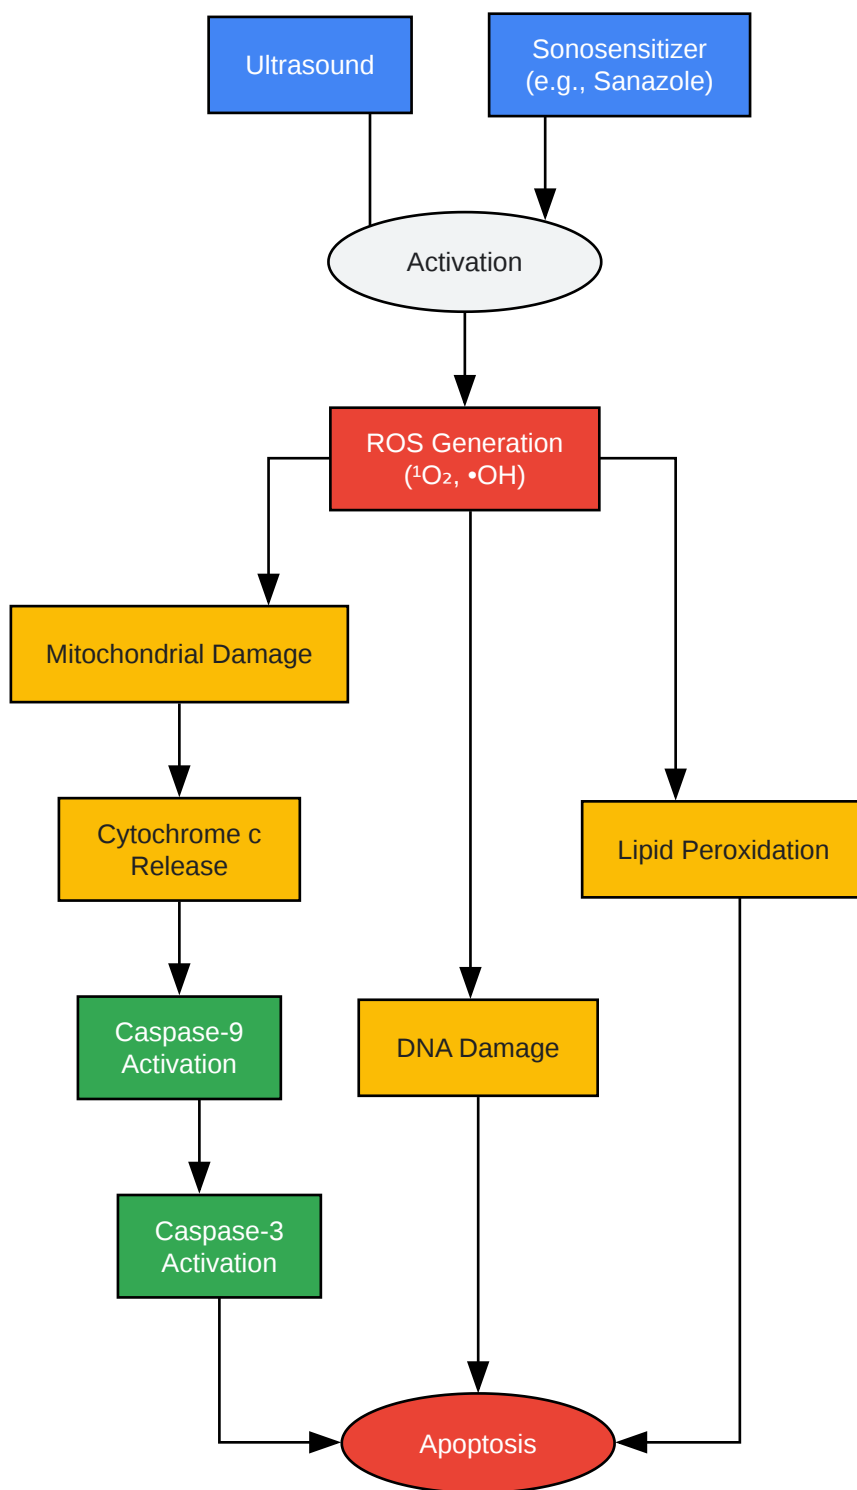 Ultrasound
Sonosensitizer
(e.g., Sanazole)
Activation
ROS Generation
(¹O₂, •OH)
Mitochondrial Damage
Cytochrome c
Release
Lipid Peroxidation
Caspase-9
Activation
DNA Damage
Caspase-3
Activation
Apoptosis